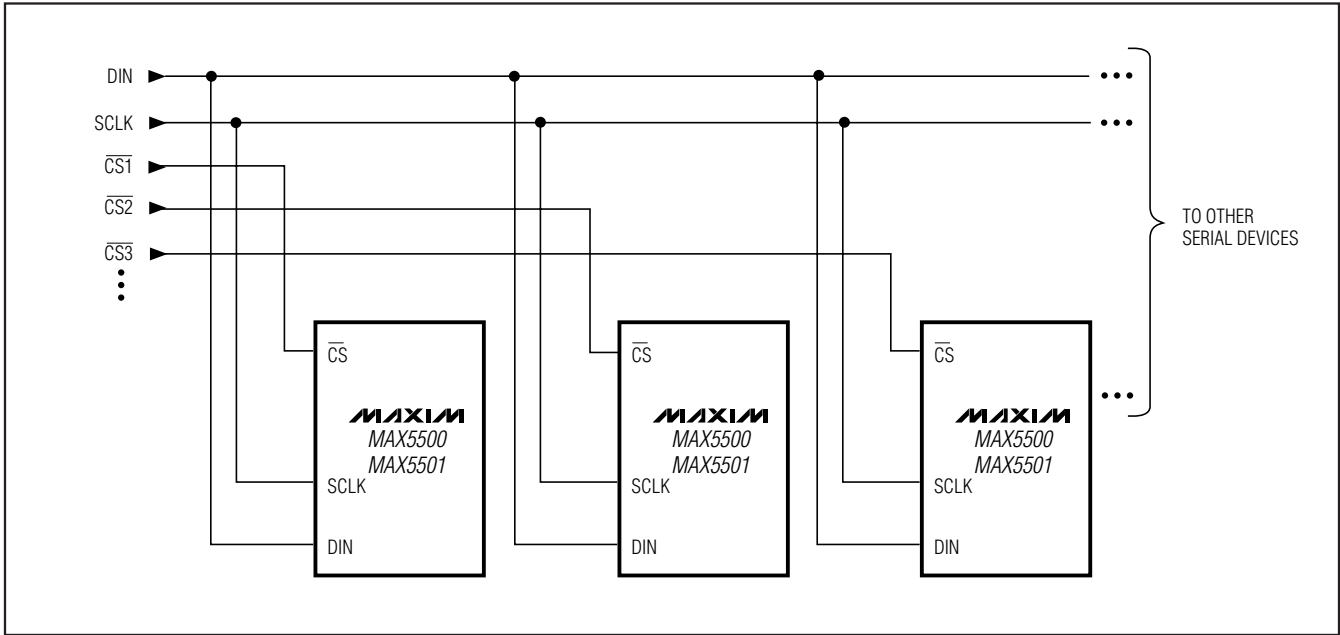 DIN
SCLK
CS1
CS2
CS3
TO OTHER
SERIAL DEVICES
CS
MAXIM
MAX5500
MAX5501
SCLK
DIN
CS
MAXIM
MAX5500
MAX5501
SCLK
DIN
CS
MAXIM
MAX5500
MAX5501
SCLK
DIN